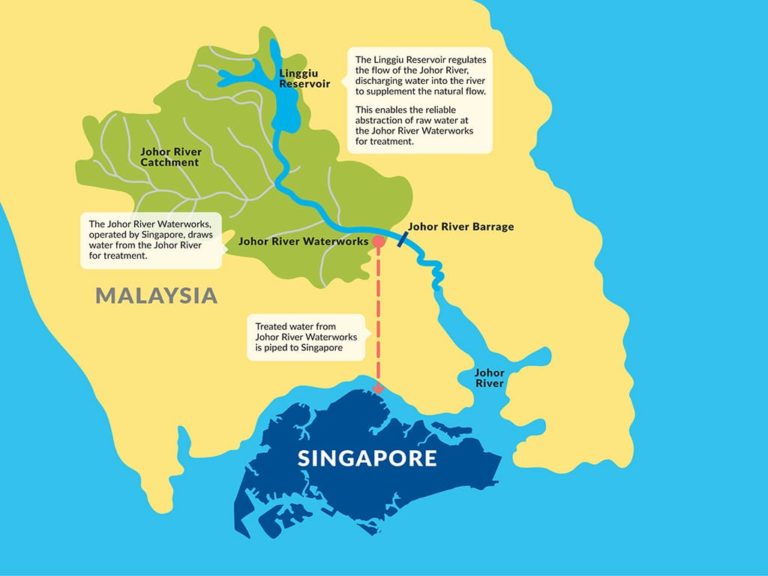 Linggiu
Reservoir
The Linggiu Reservoir regulates
the flow of the Johor River,
discharging water into the river
to supplement the natural flow.
This enables the reliable
abstraction of raw water at
the Johor River Waterworks
for treatment.
Johor River
Catchment
The Johor River Waterworks,
operated by Singapore, draws
water from the Johor River
for treatment.
Johor River Waterworks
Johor River Barrage
MALAYSIA
Treated water from
Johor River Waterworks
is piped to Singapore
Johor
River
SINGAPORE